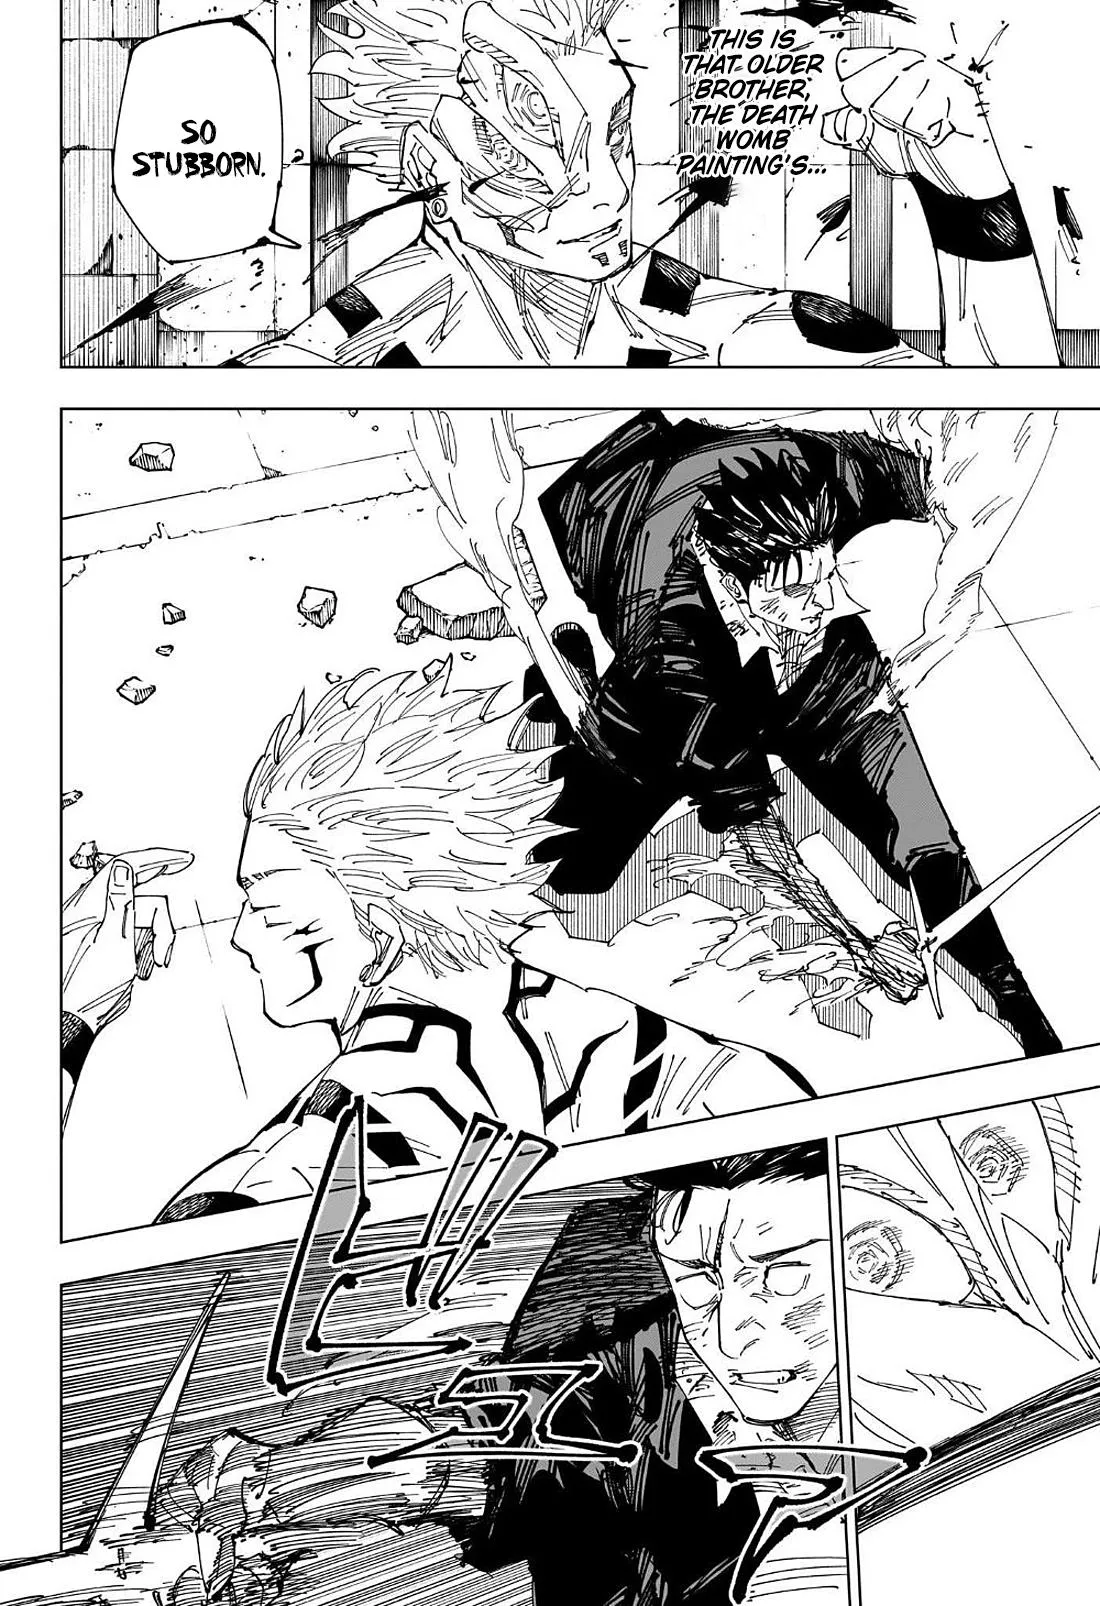 THIS IS
THAT OLDER
BROTHER,
THE DEATH
WOMB
PAINTING'S...
SO
STUBBORN.